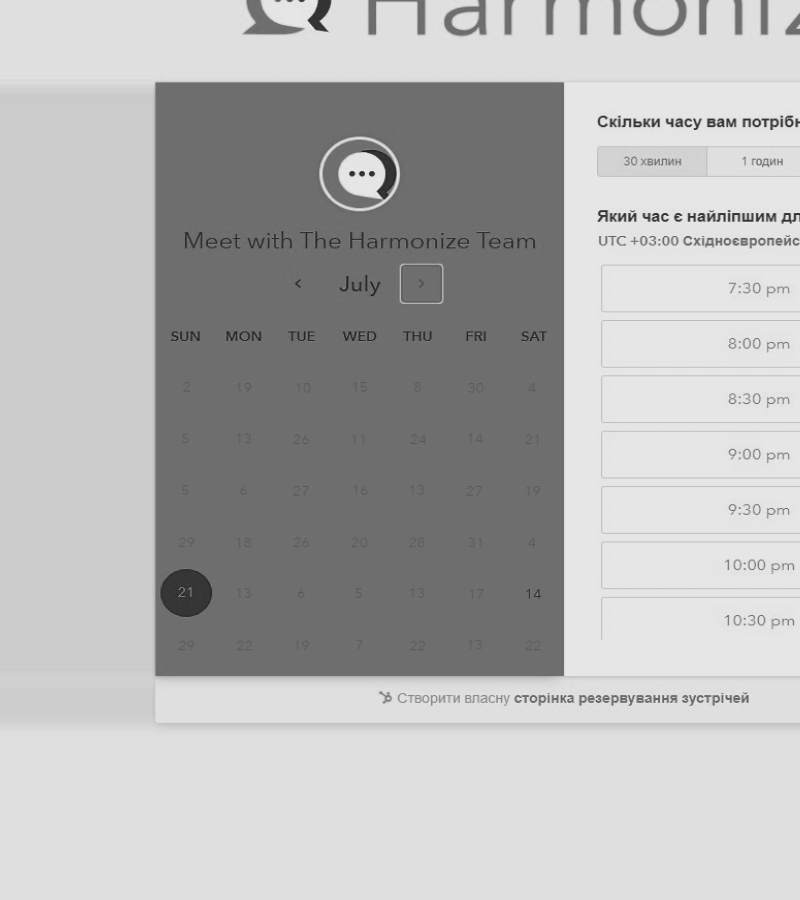 Harmoniz
Meet with The Harmonize Team
July
SUN MON TUE WED THU FRI SAT
2 19 10 15 8 30 4
5 13 26 11 24 14 21
5 6 27 16 13 27 19
29 18 26 20 28 31 4
21 13 6 5 13 17 14
29 22 19 7 22 13 22
Скільки часу вам потрібн
30 хвилин 1 годин
Який час є найліпшим дл
UTC +03:00 Східноєвропейс
7:30 pm
8:00 pm
8:30 pm
9:00 pm
9:30 pm
10:00 pm
10:30 pm
Створити власну сторінка резервування зустрічей